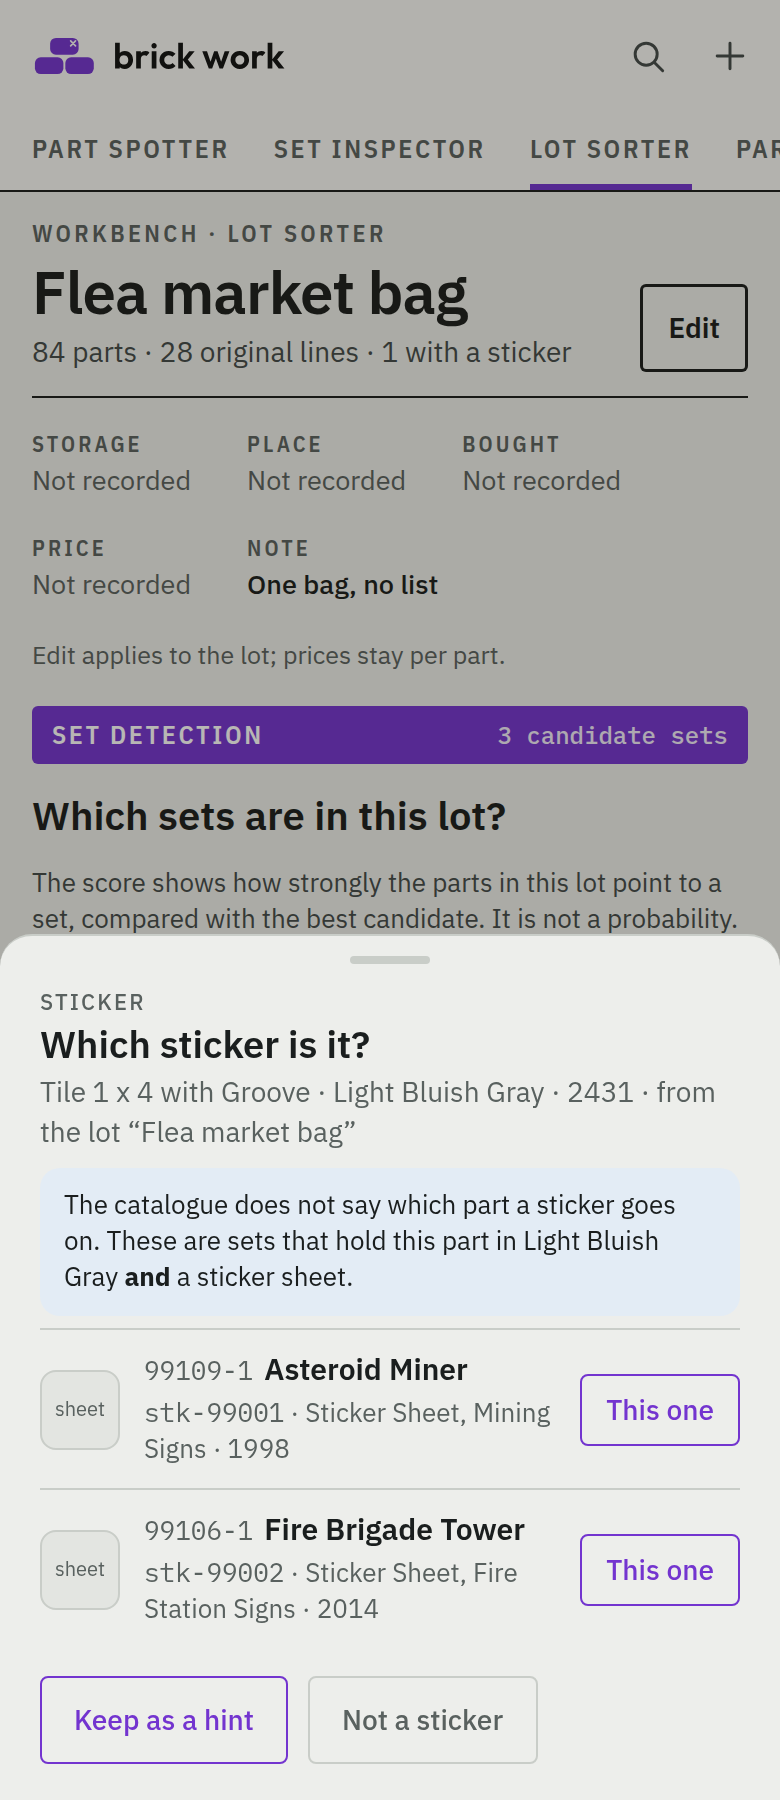 brick work
PART SPOTTER SET INSPECTOR LOT SORTER PAR
WORKBENCH · LOT SORTER
Flea market bag
84 parts · 28 original lines · 1 with a sticker
Edit
STORAGE PLACE BOUGHT
Not recorded Not recorded Not recorded
PRICE NOTE
Not recorded One bag, no list
Edit applies to the lot; prices stay per part.
SET DETECTION 3 candidate sets
Which sets are in this lot?
The score shows how strongly the parts in this lot point to a
set, compared with the best candidate. It is not a probability.
STICKER
Which sticker is it?
Tile 1 x 4 with Groove · Light Bluish Gray · 2431 · from
the lot “Flea market bag”
The catalogue does not say which part a sticker goes
on. These are sets that hold this part in Light Bluish
Gray and a sticker sheet.
sheet
99109-1 Asteroid Miner
stk-99001 · Sticker Sheet, Mining
Signs · 1998
This one
sheet
99106-1 Fire Brigade Tower
stk-99002 · Sticker Sheet, Fire
Station Signs · 2014
This one
Keep as a hint Not a sticker